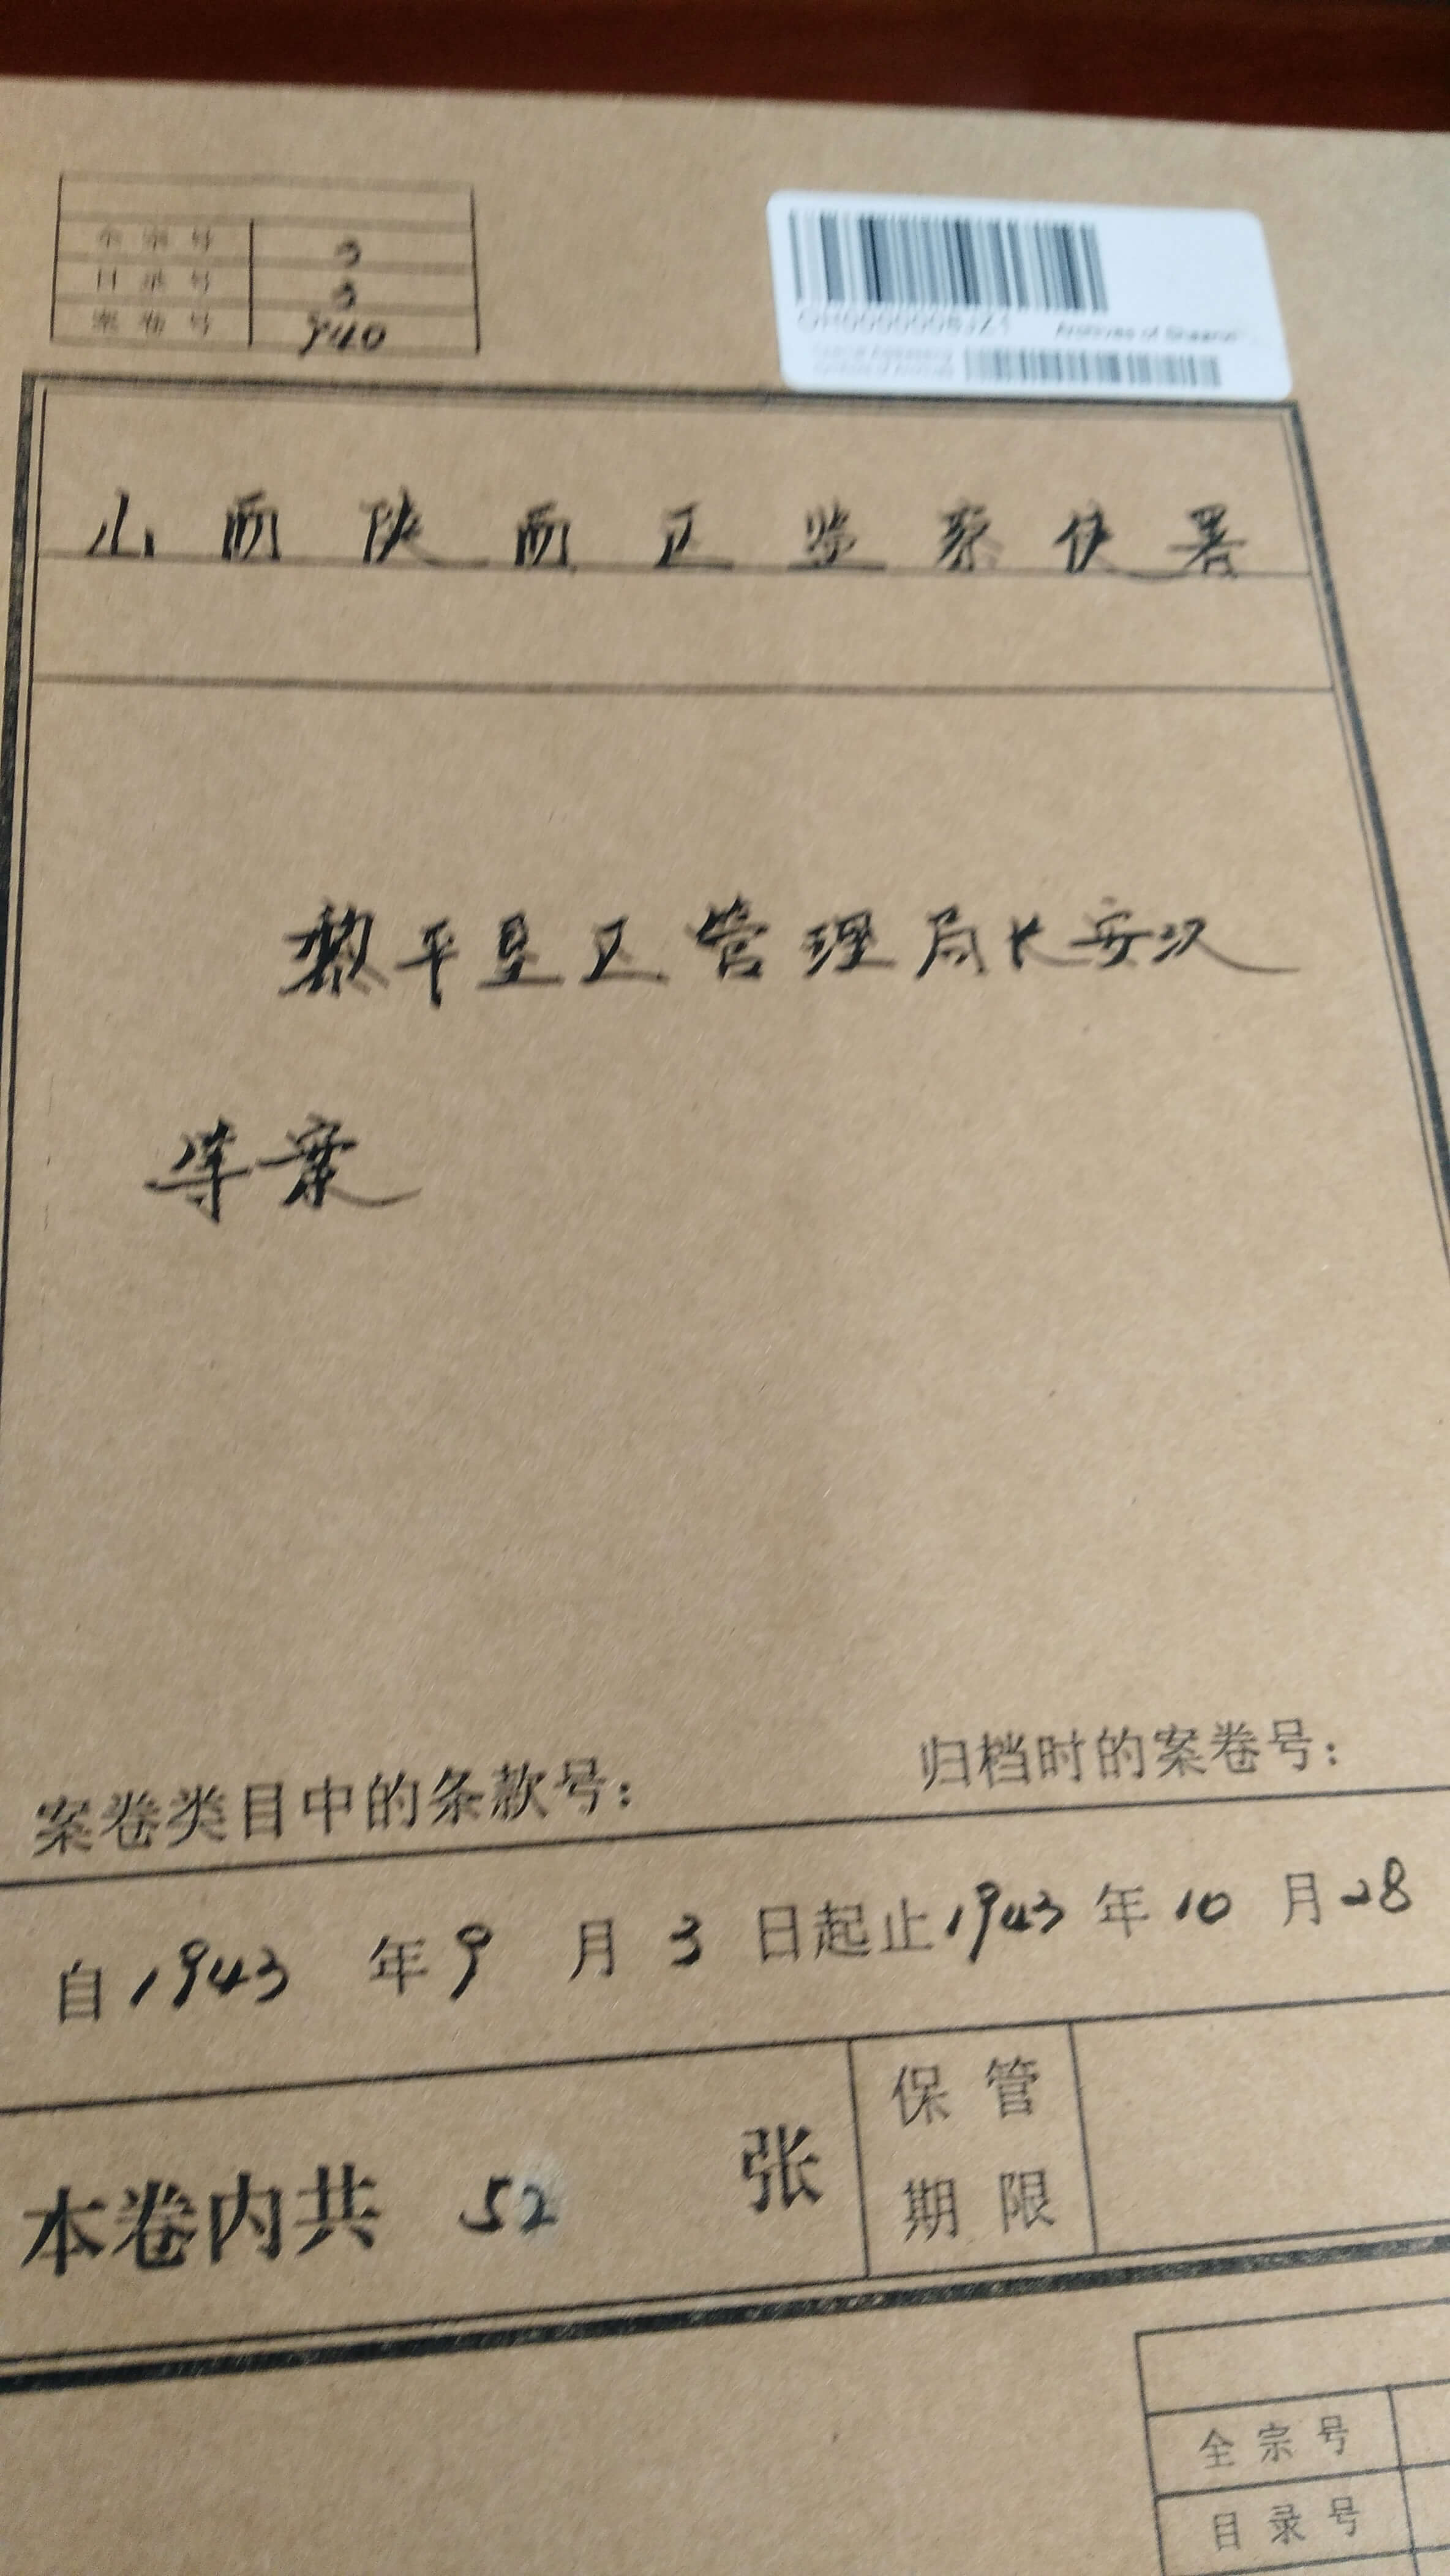 全宗号 3
目录号 3
案卷号 940
Archives of Shaanxi
山西陕西区监察使署
黎平垦区管理局长安汉
等案
案卷类目中的条款号：
归档时的案卷号：
自1943年9月3日起止1943年10月28
本卷内共 52 张
保管
期限
全宗号
目录号